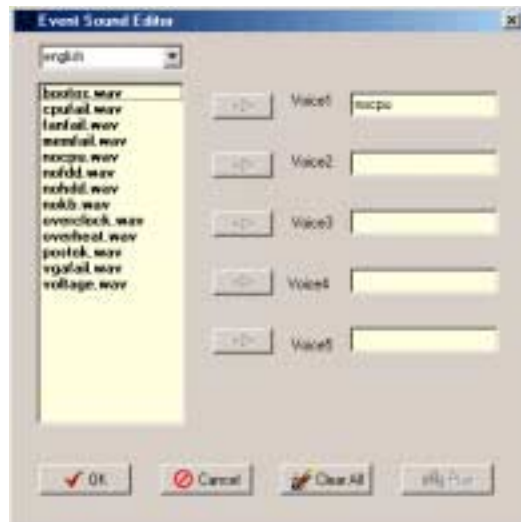 Event Sound Editor
english
bootos.wav
cpufail.wav
fanfail.wav
memfail.wav
nocpu.wav
nofdd.wav
nohdd.wav
nokb.wav
overclock.wav
overheat.wav
postok.wav
vgafail.wav
voltage.wav
Voice1
nocpu
Voice2
Voice3
Voice4
Voice5
OK
Cancel
Clear All